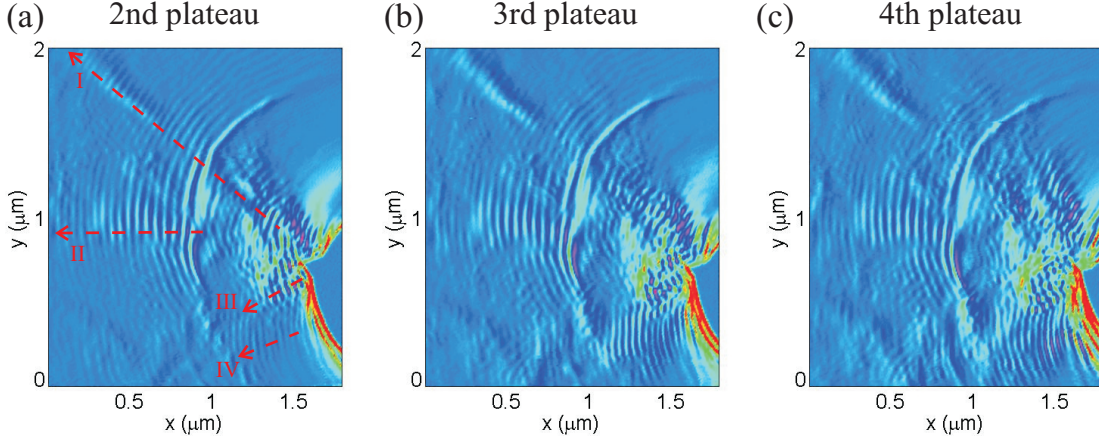 (a) 2nd plateau
(b) 3rd plateau
(c) 4th plateau
2
1
0
y (μm)
0.5 1 1.5
x (μm)
I
II
III
IV
2
1
0
y (μm)
0.5 1 1.5
x (μm)
2
1
0
y (μm)
0.5 1 1.5
x (μm)